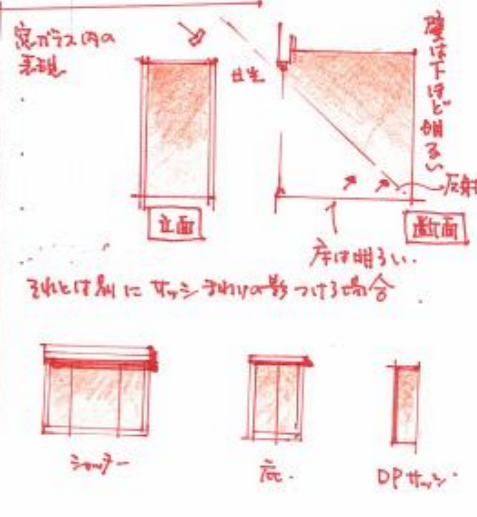 窓ガラス内の
表現
日光
壁は下ほど明るい
反射
立面
断面
床は明るい.
それとは別に サッシまわりの影つける場合
シャッター
庇.
DPサッシ.